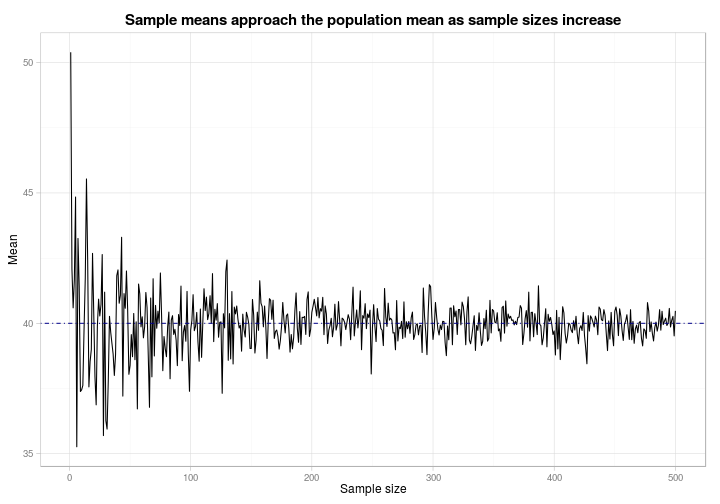 Sample means approach the population mean as sample sizes increase
50
45
40
35
Mean
0 100 200 300 400 500
Sample size